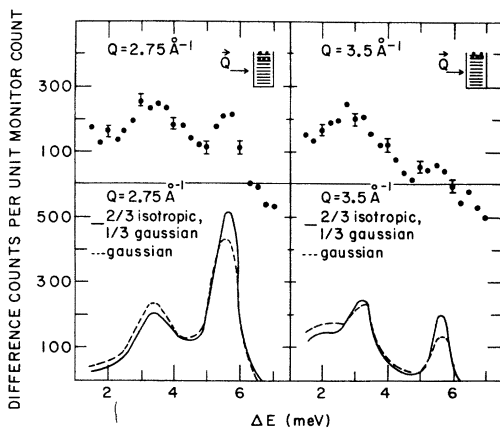 DIFFERENCE COUNTS PER UNIT MONITOR COUNT
Q = 2.75 Å⁻¹
Q
300
100
Q = 3.5 Å⁻¹
Q
Q = 2.75 Å⁻¹
— 2/3 isotropic,
1/3 gaussian
--- gaussian
500
300
100
Q = 3.5 Å⁻¹
— 2/3 isotropic,
1/3 gaussian
--- gaussian
2 4 6 2 4 6
ΔE (meV)